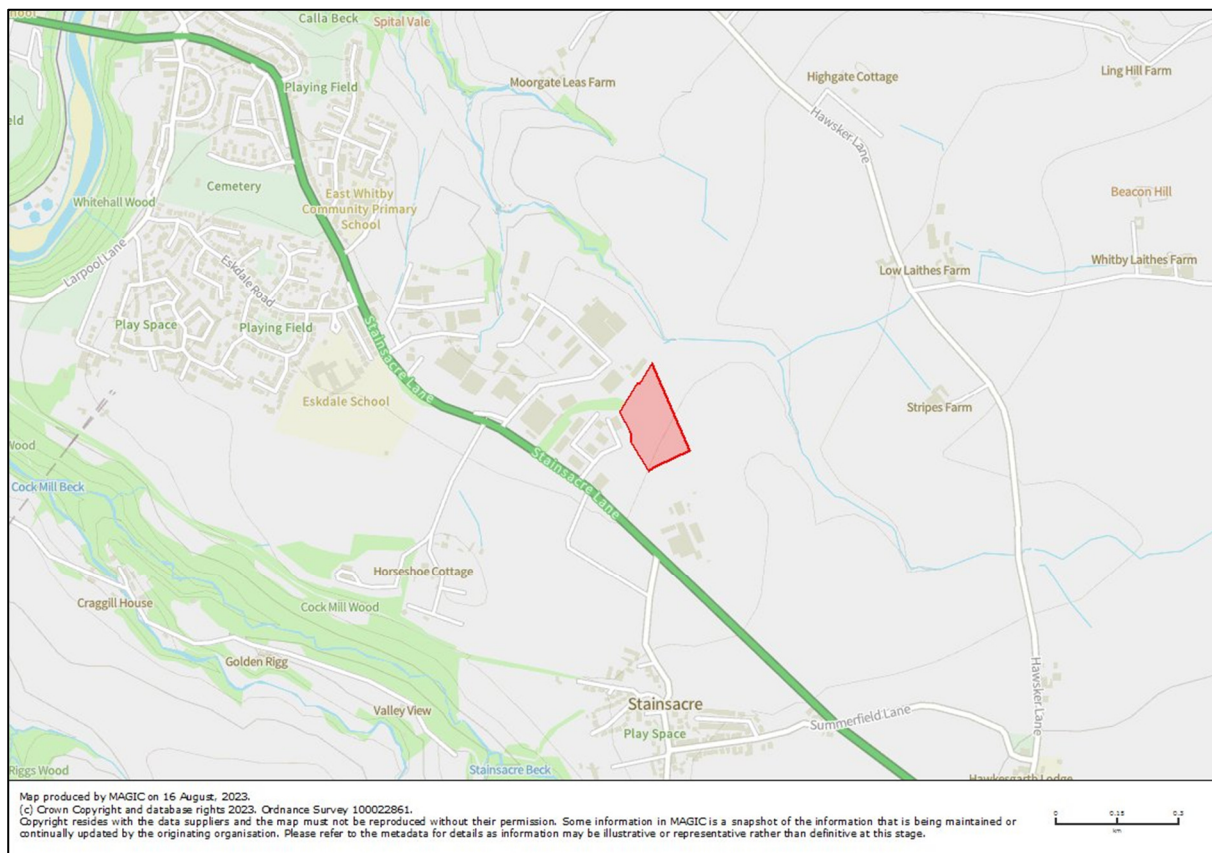 Calla Beck
Spital Vale
Playing Field
Moorgate Leas Farm
Highgate Cottage
Ling Hill Farm
Hawsker Lane
Cemetery
East Whitby
Community Primary
School
Whitehall Wood
Larpool Lane
Eskdale Road
Beacon Hill
Low Laithes Farm
Whitby Laithes Farm
Play Space
Playing Field
Stainsacre Lane
Eskdale School
Stripes Farm
Wood
Cock Mill Beck
Stainsacre Lane
Horseshoe Cottage
Craggill House
Cock Mill Wood
Golden Rigg
Valley View
Stainsacre
Play Space
Summerfield Lane
Hawsker Lane
Riggs Wood
Stainsacre Beck
Hawkesgarth Lodge
Map produced by MAGIC on 16 August, 2023.
(c) Crown Copyright and database rights 2023. Ordnance Survey 100022861.
Copyright resides with the data suppliers and the map must not be reproduced without their permission. Some information in MAGIC is a snapshot of the information that is being maintained or
continually updated by the originating organisation. Please refer to the metadata for details as information may be illustrative or representative rather than definitive at this stage.
0 0.15 0.3
km